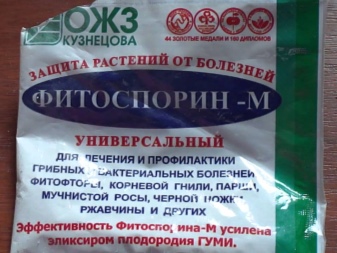 ОЖЗ
КУЗНЕЦОВА
44 ЗОЛОТЫЕ МЕДАЛИ И 160 ДИПЛОМОВ
ЗАЩИТА РАСТЕНИЙ ОТ БОЛЕЗНЕЙ
ФИТОСПОРИН -М
УНИВЕРСАЛЬНЫЙ
ДЛЯ ЛЕЧЕНИЯ И ПРОФИЛАКТИКИ
ГРИБНЫХ БАКТЕРИАЛЬНЫХ БОЛЕЗНЕЙ
ФИТОФТОРЫ, КОРНЕВОЙ ГНИЛИ, ПАРШИ,
МУЧНИСТОЙ РОСЫ, ЧЕРНОЙ НОЖКИ
РЖАВЧИНЫ И ДРУГИХ
Эффективность Фитоспорина-М усилена
эликсиром плодородия ГУМИ.